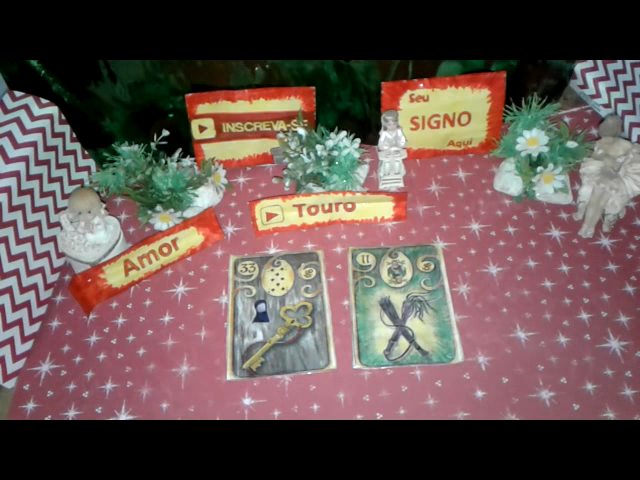 INSCREVA-SE
Seu
SIGNO
Aqui
Touro
Amor
33
11